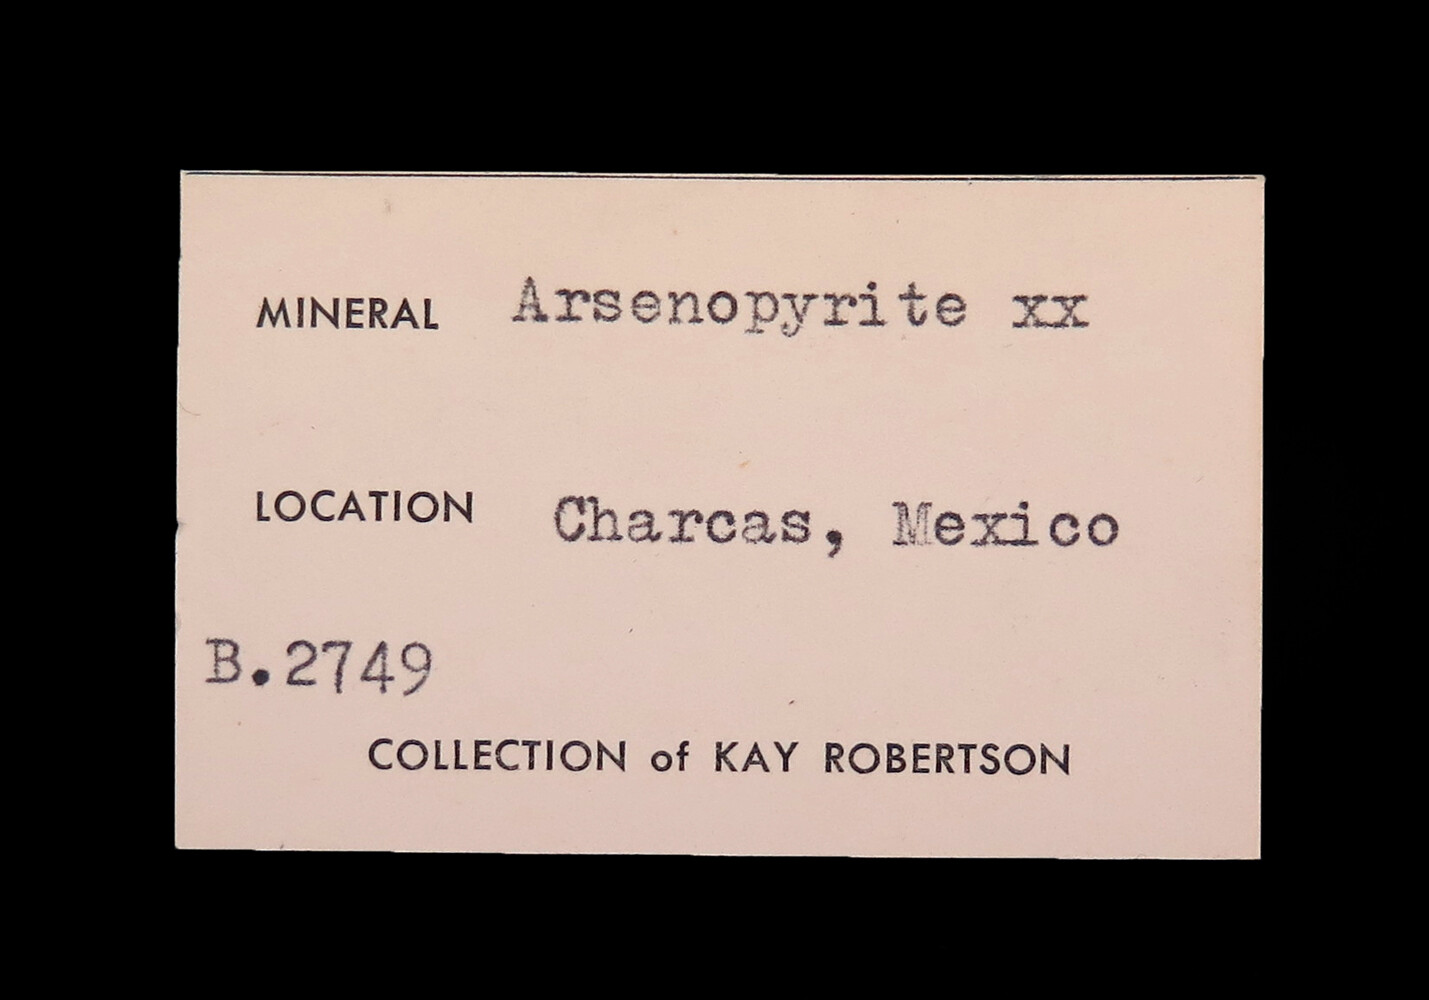 MINERAL Arsenopyrite xx
LOCATION Charcas, Mexico
B.2749
COLLECTION of KAY ROBERTSON